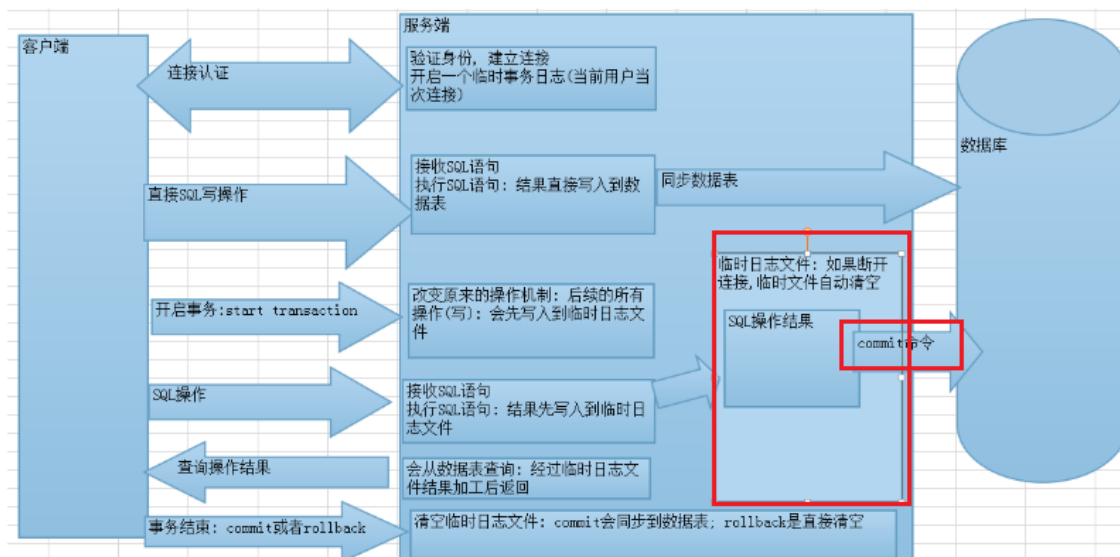 服务端
客户端
验证身份, 建立连接
开启一个临时事务日志(当前用户当
次连接)
连接认证
数据库
接收SQL语句
执行SQL语句: 结果直接写入到数
据表
同步数据表
直接SQL写操作
临时日志文件: 如果断开
连接,临时文件自动清空
改变原来的操作机制: 后续的所有
操作(写): 会先写入到临时日志文
件
开启事务:start transaction
SQL操作结果
commit命令
接收SQL语句
执行SQL语句: 结果先写入到临时日
志文件
SQL操作
查询操作结果
会从数据表查询: 经过临时日志文
件结果加工后返回
事务结束: commit或者rollback
清空临时日志文件: commit会同步到数据表; rollback是直接清空